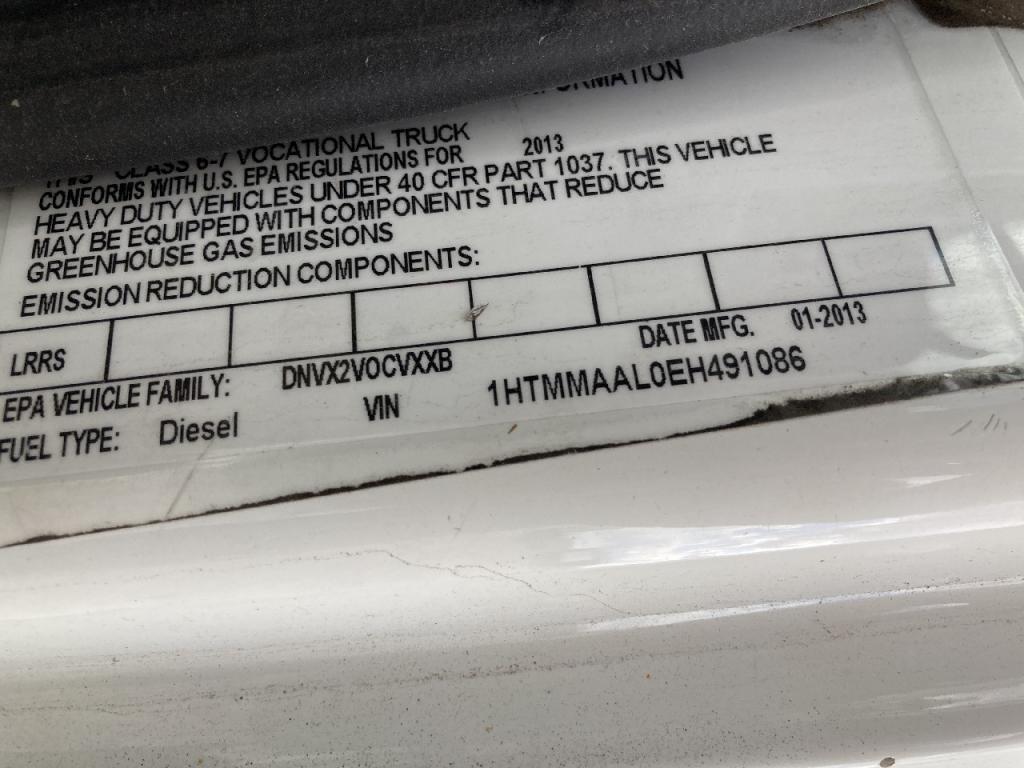 ORMATION
THIS CLASS 6-7 VOCATIONAL TRUCK
CONFORMS WITH U.S. EPA REGULATIONS FOR 2013
HEAVY DUTY VEHICLES UNDER 40 CFR PART 1037. THIS VEHICLE
MAY BE EQUIPPED WITH COMPONENTS THAT REDUCE
GREENHOUSE GAS EMISSIONS
EMISSION REDUCTION COMPONENTS:
LRRS
EPA VEHICLE FAMILY: DNVX2VOCVXXB DATE MFG. 01-2013
FUEL TYPE: Diesel VIN 1HTMMAAL0EH491086